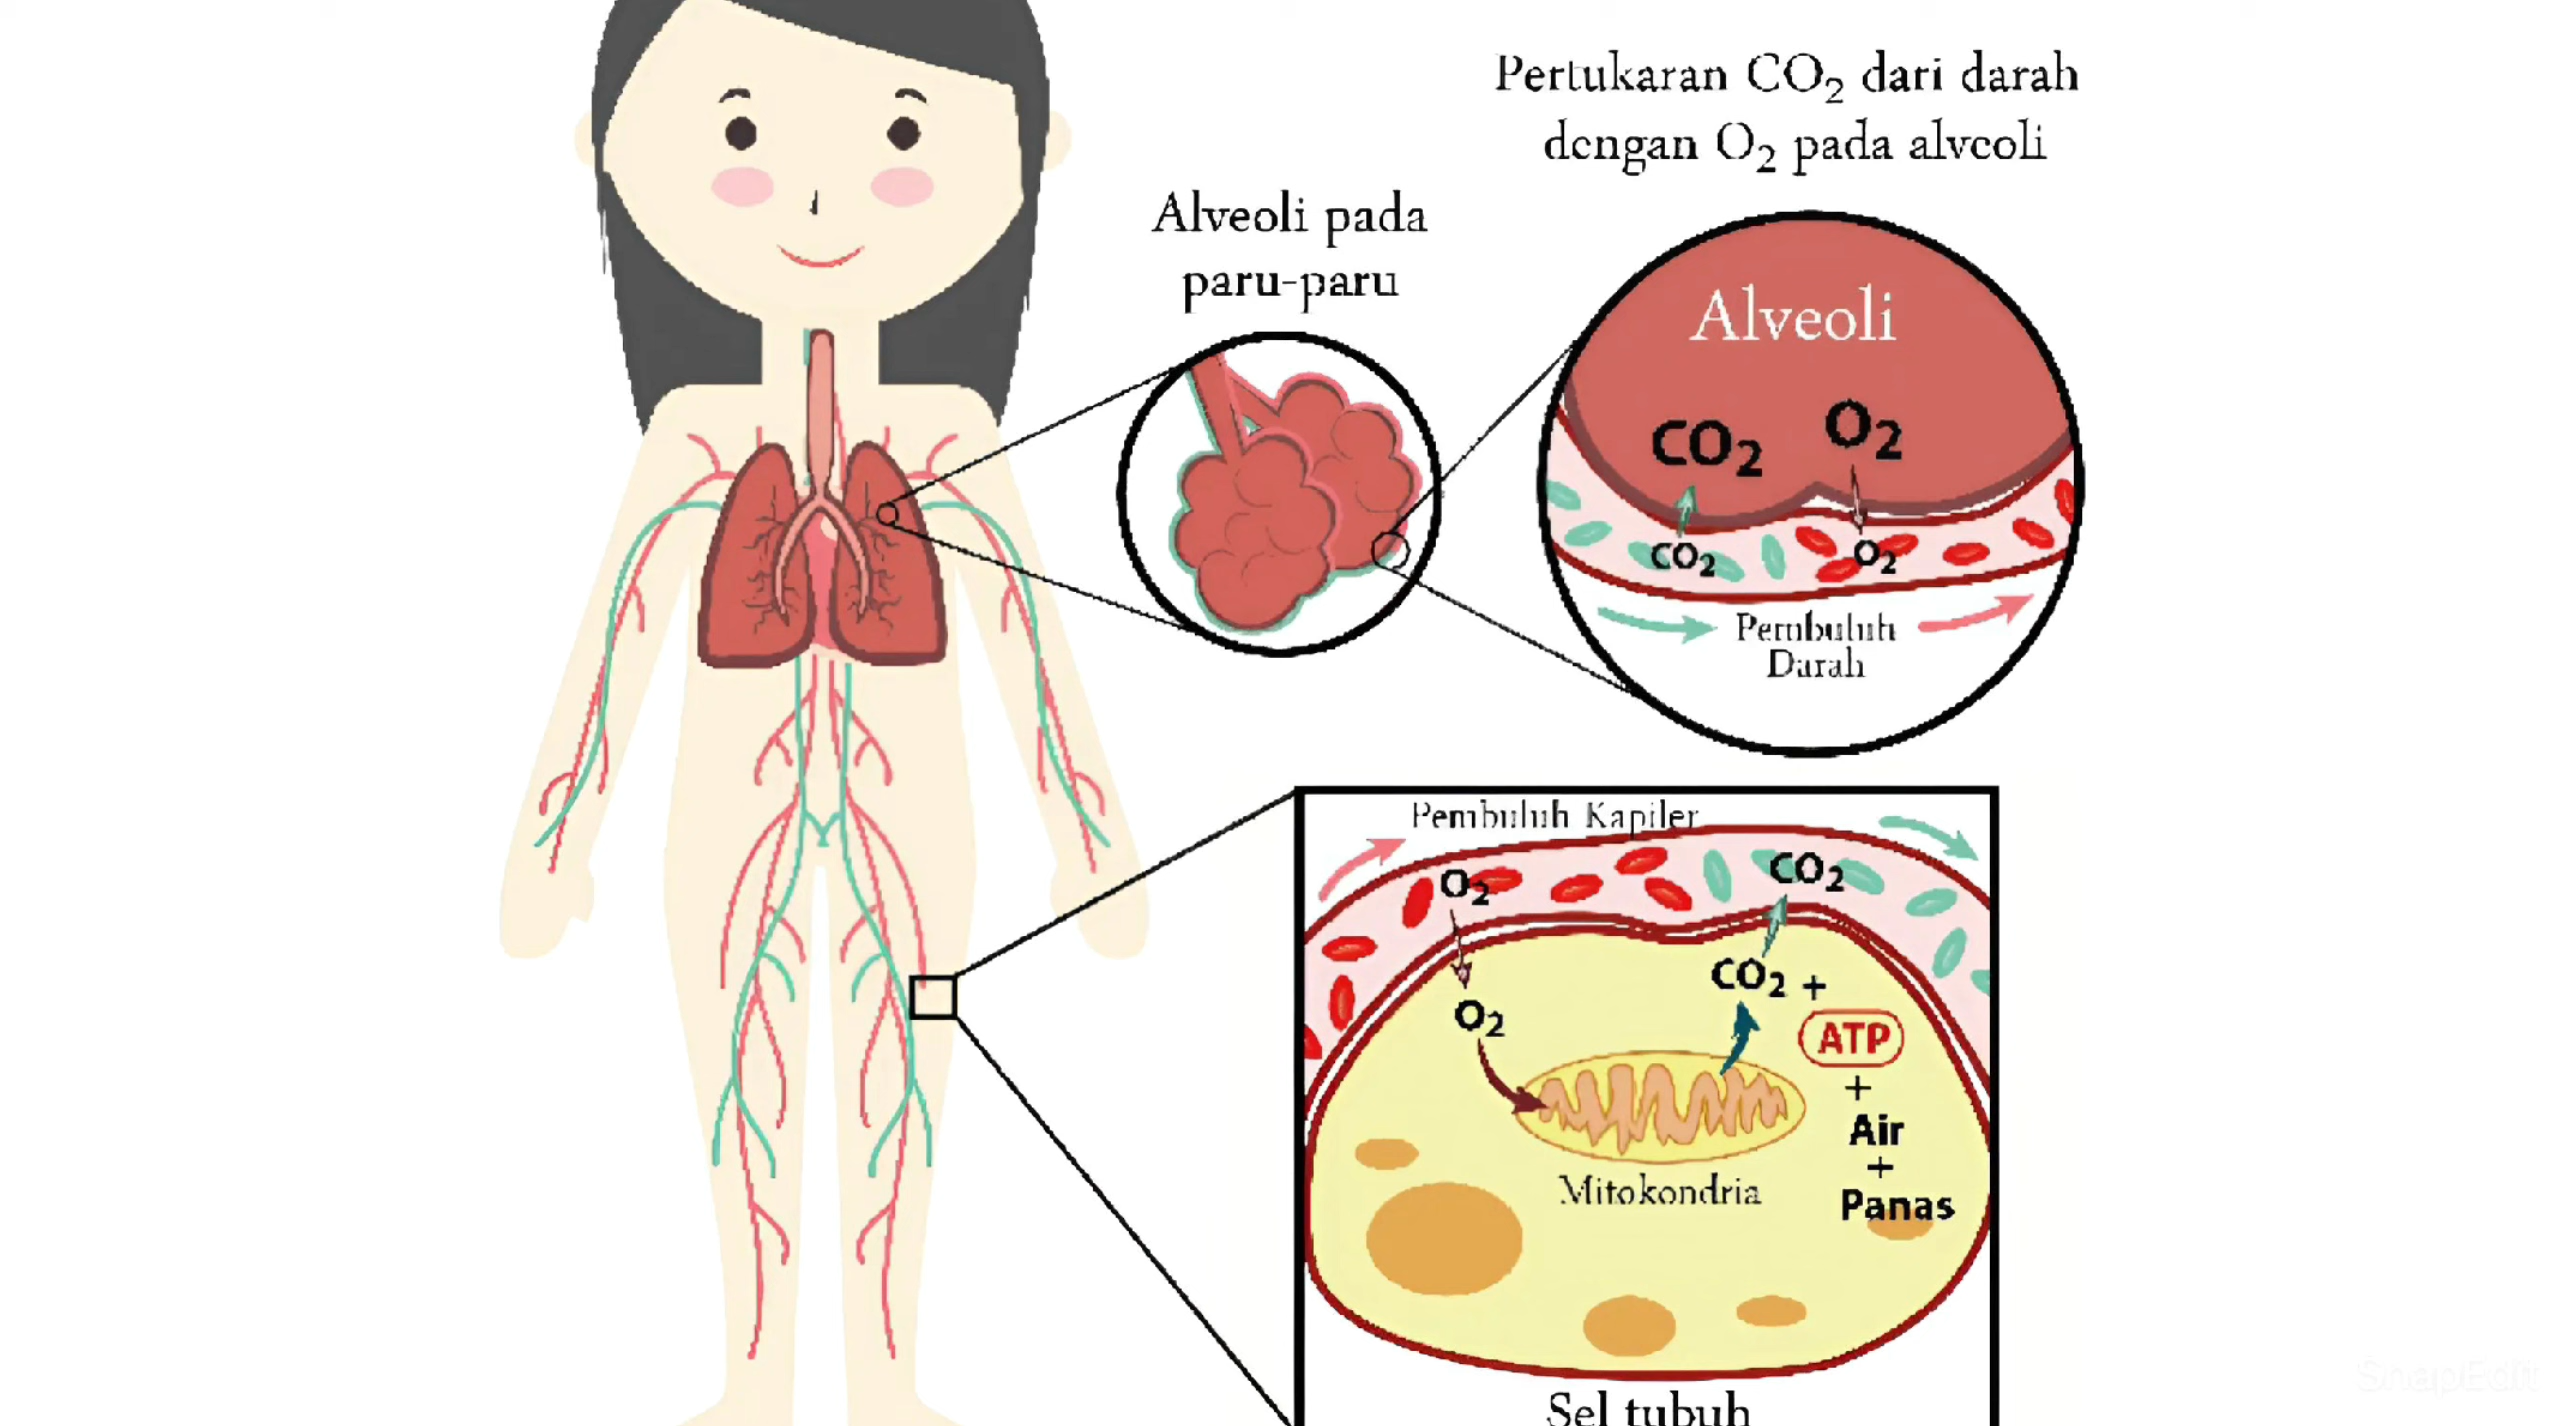 Pertukaran CO₂ dari darah
dengan O₂ pada alveoli
Alveoli pada
paru-paru
Alveoli
CO₂
O₂
CO₂
O₂
Pembuluh
Darah
Pembuluh Kapiler
O₂
CO₂
O₂
CO₂ +
ATP
+
Air
+
Panas
Mitokondria
Sel tubuh
SnapEdit